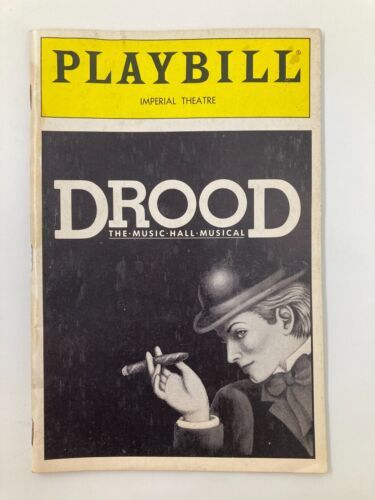 PLAYBILL
IMPERIAL THEATRE
DROOD
THE·MUSIC·HALL·MUSICAL